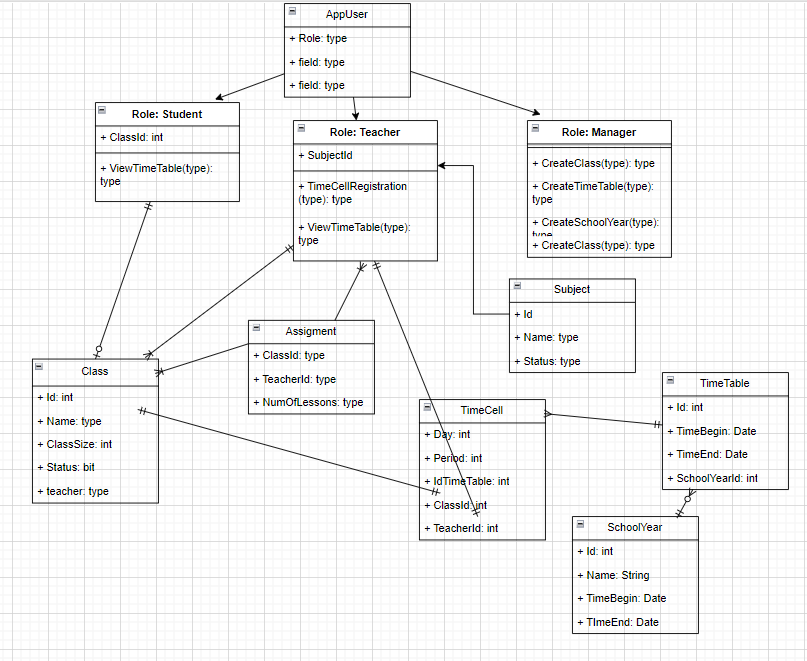 AppUser
+ Role: type
+ field: type
+ field: type
Role: Student
+ ClassId: int
+ ViewTimeTable(type):
type
Role: Teacher
+ SubjectId
+ TimeCellRegistration
(type): type
+ ViewTimeTable(type):
type
Role: Manager
+ CreateClass(type): type
+ CreateTimeTable(type):
type
+ CreateSchoolYear(type):
type
+ CreateClass(type): type
Subject
+ Id
+ Name: type
+ Status: type
Assigment
+ ClassId: type
+ TeacherId: type
+ NumOfLessons: type
Class
+ Id: int
+ Name: type
+ ClassSize: int
+ Status: bit
+ teacher: type
TimeCell
+ Day: int
+ Period: int
+ IdTimeTable: int
+ ClassId: int
+ TeacherId: int
TimeTable
+ Id: int
+ TimeBegin: Date
+ TimeEnd: Date
+ SchoolYearId: int
SchoolYear
+ Id: int
+ Name: String
+ TimeBegin: Date
+ TImeEnd: Date